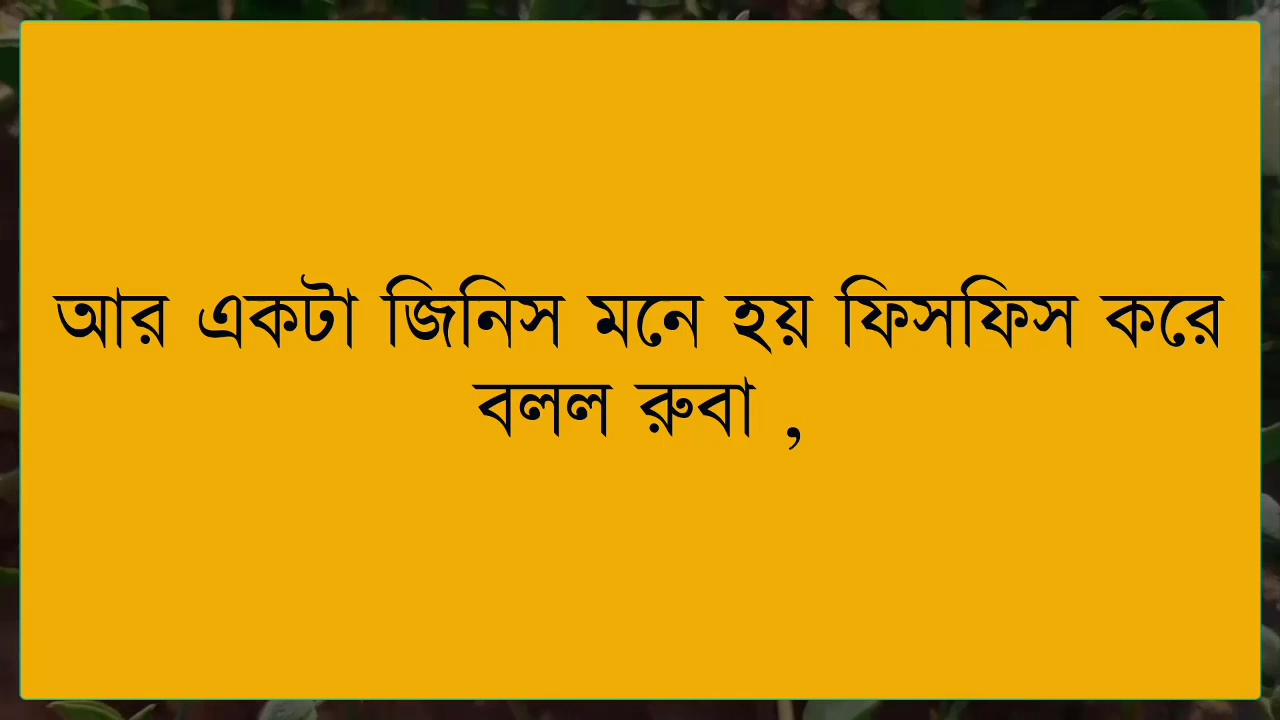 আর একটা জিনিস মনে হয় ফিসফিস করে
বলল রুবা ,